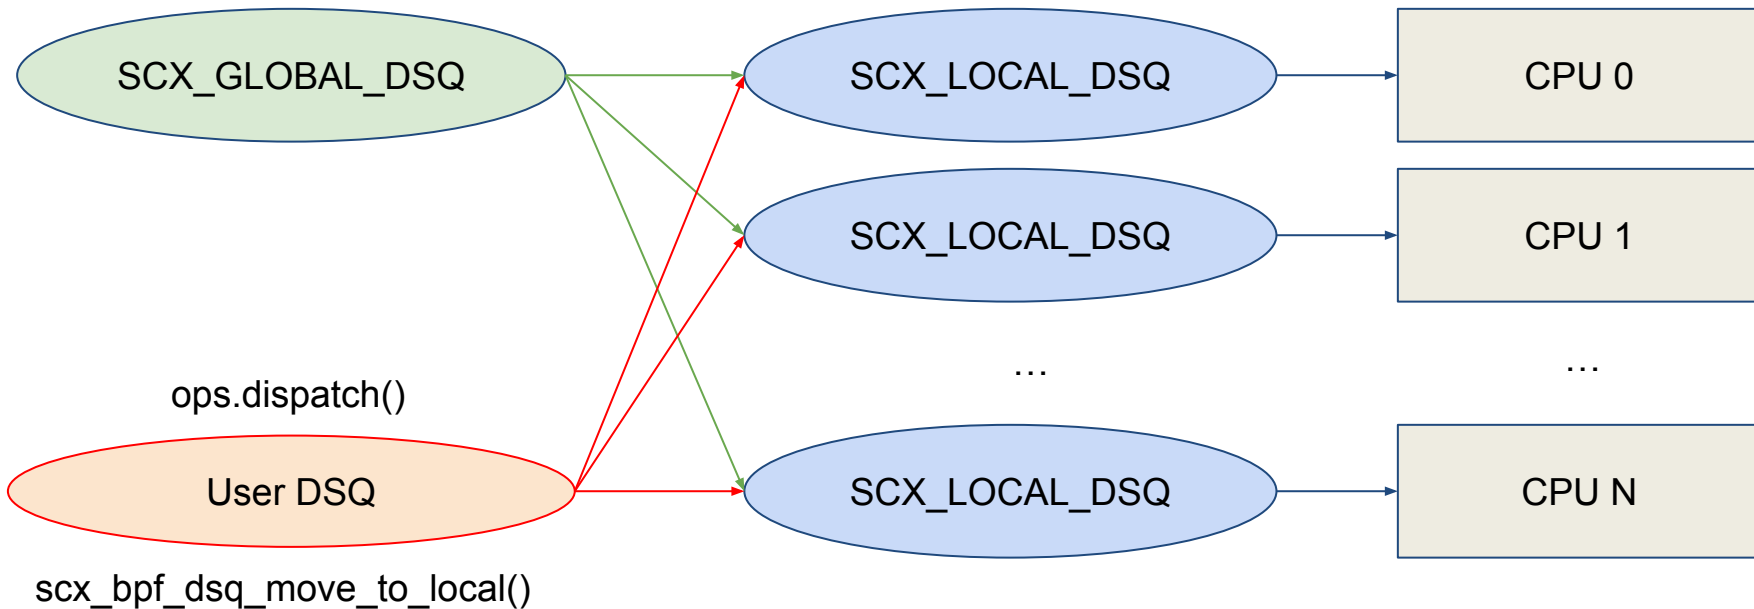 SCX_GLOBAL_DSQ
SCX_LOCAL_DSQ
CPU 0
SCX_LOCAL_DSQ
CPU 1
…
…
ops.dispatch()
User DSQ
SCX_LOCAL_DSQ
CPU N
scx_bpf_dsq_move_to_local()